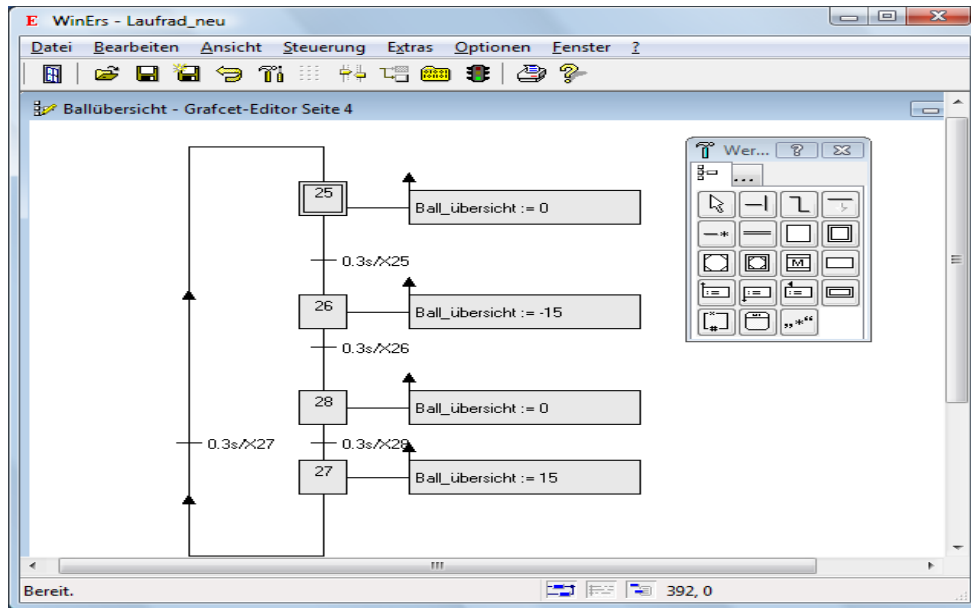 E WinErs - Laufrad_neu
Datei Bearbeiten Ansicht Steuerung Extras Optionen Fenster ?
Ballübersicht - Grafcet-Editor Seite 4
Wer... ?
...
25
Ball_übersicht := 0
0.3s/X25
26
Ball_übersicht := -15
0.3s/X26
28
Ball_übersicht := 0
0.3s/X27
0.3s/X28
27
Ball_übersicht := 15
M
:= := :=
# „*“
Bereit.
392, 0